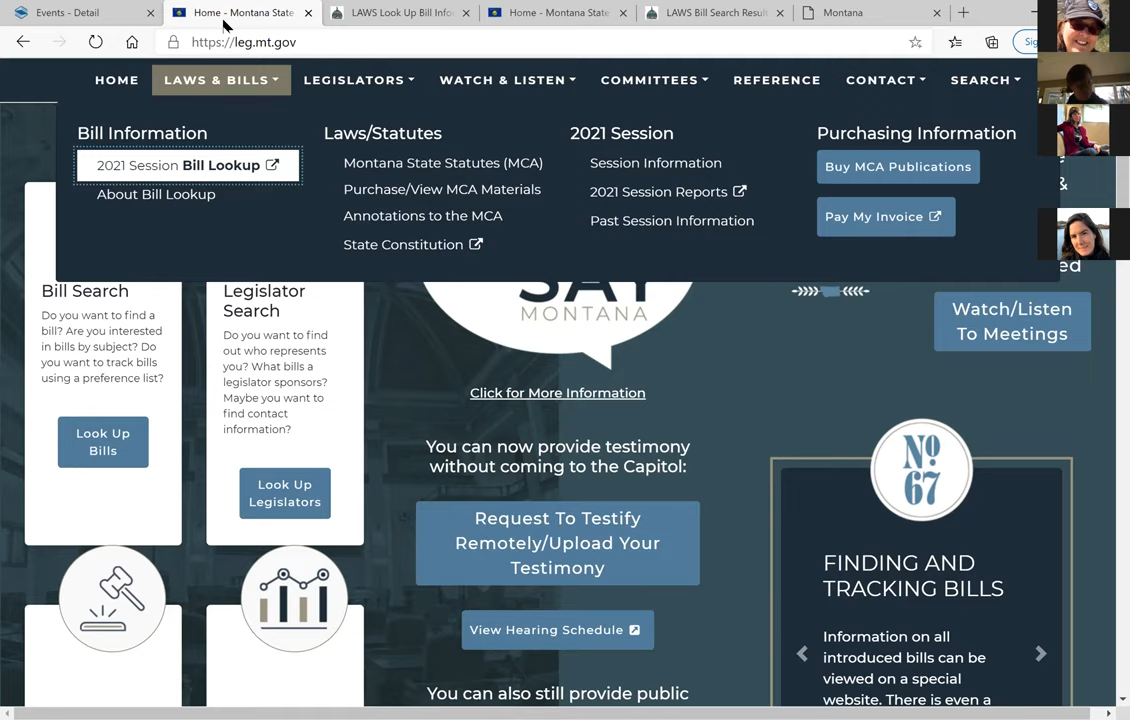 Events - Detail
Home - Montana State
LAWS Look Up Bill Info
Home - Montana State
LAWS Bill Search Result
Montana
https://leg.mt.gov
HOME
LAWS & BILLS
LEGISLATORS
WATCH & LISTEN
COMMITTEES
REFERENCE
CONTACT
SEARCH
Bill Information
2021 Session Bill Lookup
About Bill Lookup
Laws/Statutes
Montana State Statutes (MCA)
Purchase/View MCA Materials
Annotations to the MCA
State Constitution
2021 Session
Session Information
2021 Session Reports
Past Session Information
Purchasing Information
Buy MCA Publications
Pay My Invoice
Bill Search
Do you want to find a
bill? Are you interested
in bills by subject? Do
you want to track bills
using a preference list?
Look Up
Bills
Legislator
Search
Do you want to find
out who represents
you? What bills a
legislator sponsors?
Maybe you want to
find contact
information?
Look Up
Legislators
SAY
MONTANA
Click for More Information
You can now provide testimony
without coming to the Capitol:
Request To Testify
Remotely/Upload Your
Testimony
View Hearing Schedule
You can also still provide public
&
ed
Watch/Listen
To Meetings
No
67
FINDING AND
TRACKING BILLS
Information on all
introduced bills can be
viewed on a special
website. There is even a